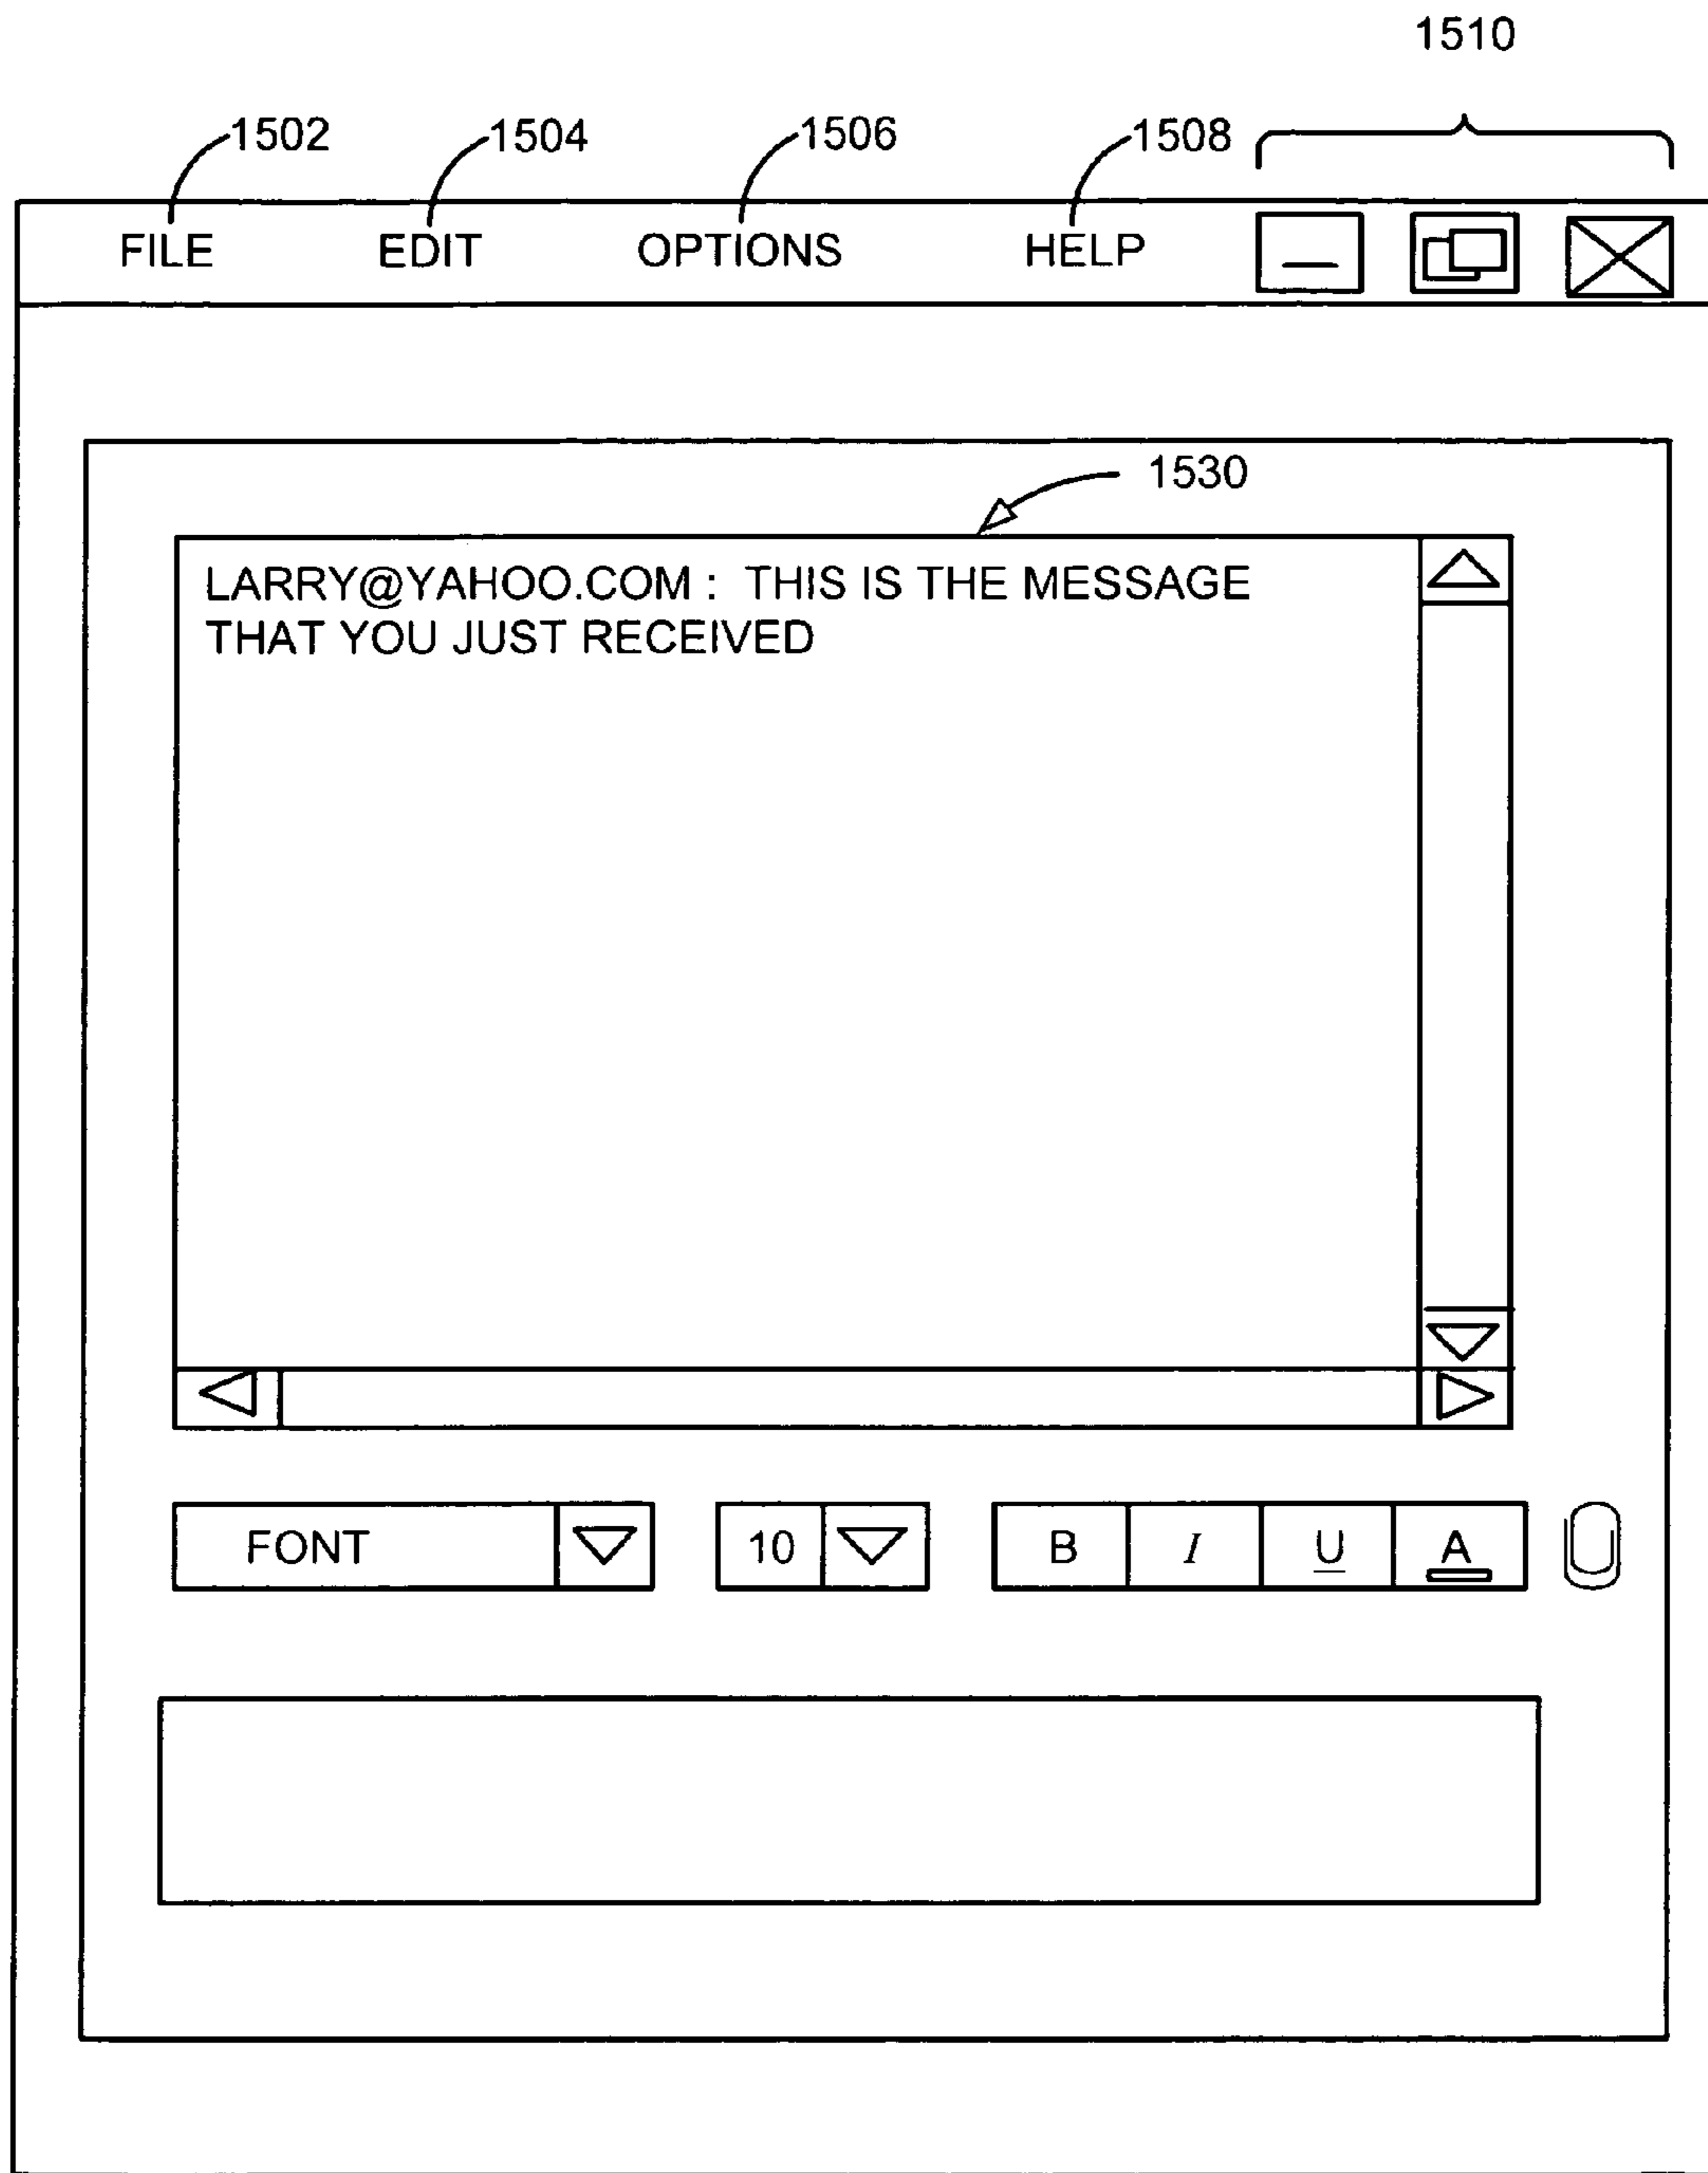 1510
1502 1504 1506 1508
FILE EDIT OPTIONS HELP
1530
LARRY@YAHOO.COM : THIS IS THE MESSAGE
THAT YOU JUST RECEIVED
FONT 10 B I U A